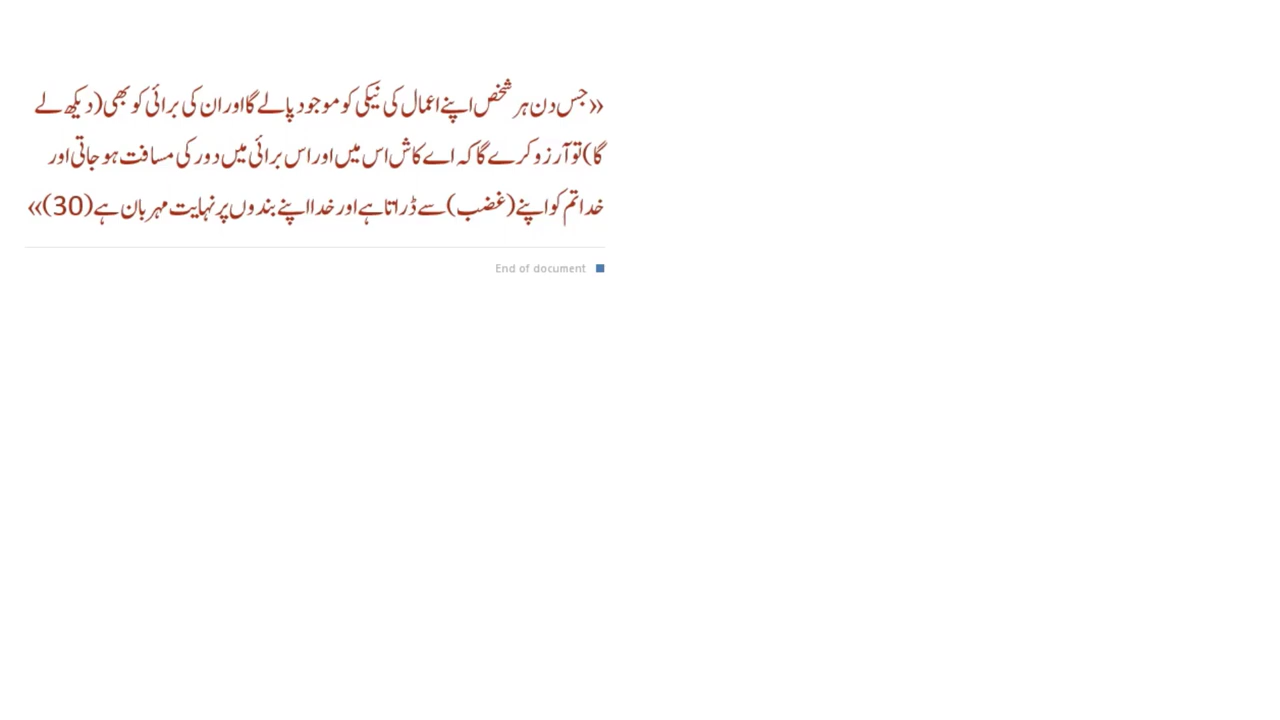 «جس دن ہر شخص اپنے اعمال کی نیکی کو موجود پالے گا اور ان کی برائی کو بھی (دیکھ لے
گا) تو آرزو کرے گا کہ اے کاش اس میں اور اس برائی میں دور کی مسافت ہو جاتی اور
خدا تم کو اپنے (غضب) سے ڈراتا ہے اور خدا اپنے بندوں پر نہایت مہربان ہے (30)»
End of document